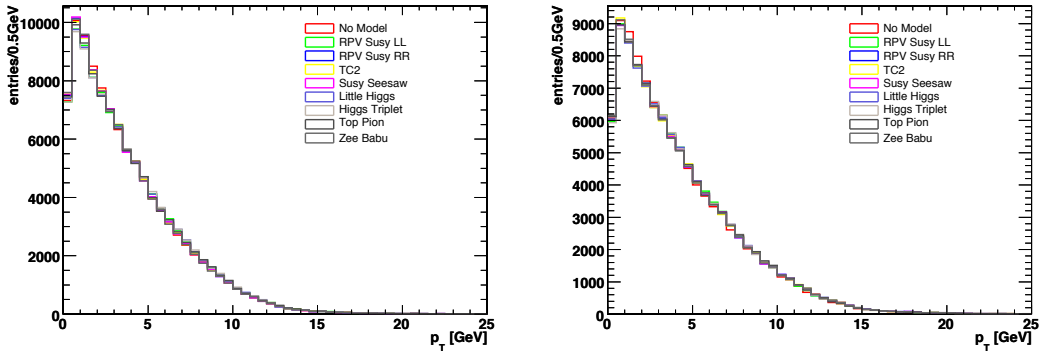 entries/0.5GeV
10000
8000
6000
4000
2000
0
No Model
RPV Susy LL
RPV Susy RR
TC2
Susy Seesaw
Little Higgs
Higgs Triplet
Top Pion
Zee Babu
0 5 10 15 20 25
p_T [GeV]
entries/0.5GeV
9000
8000
7000
6000
5000
4000
3000
2000
1000
0
No Model
RPV Susy LL
RPV Susy RR
TC2
Susy Seesaw
Little Higgs
Higgs Triplet
Top Pion
Zee Babu
0 5 10 15 20 25
p_T [GeV]